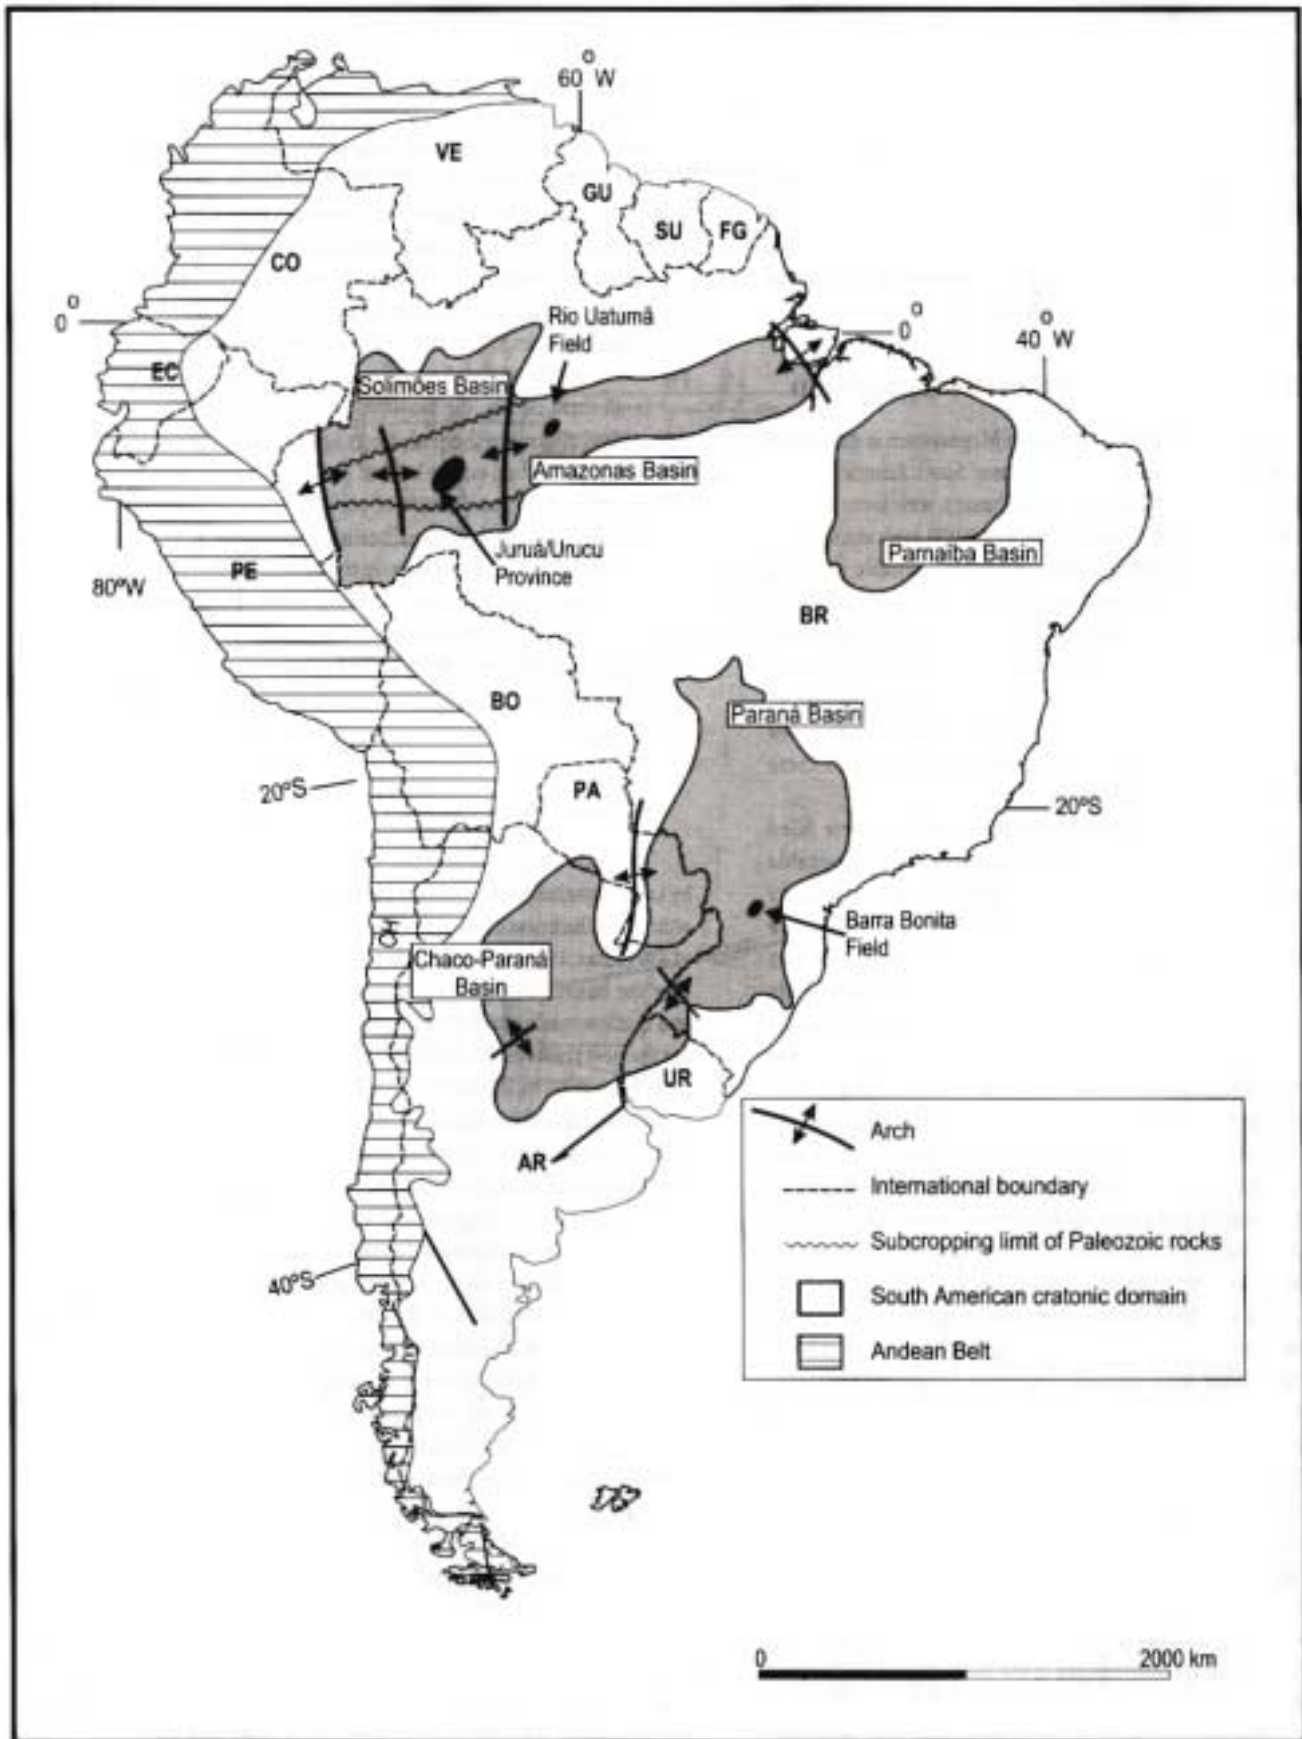 60° W
VE
GU
SU
FG
CO
0°
Rio Uatumã
Field
0°
40° W
EC
Solimões Basin
Amazonas Basin
Parnaíba Basin
Juruá/Urucu
Province
80°W
PE
BR
BO
Paraná Basin
20°S
PA
20°S
Barra Bonita
Field
CH
Chaco-Paraná
Basin
UR
AR
Arch
International boundary
Subcropping limit of Paleozoic rocks
South American cratonic domain
Andean Belt
40°S
0
2000 km